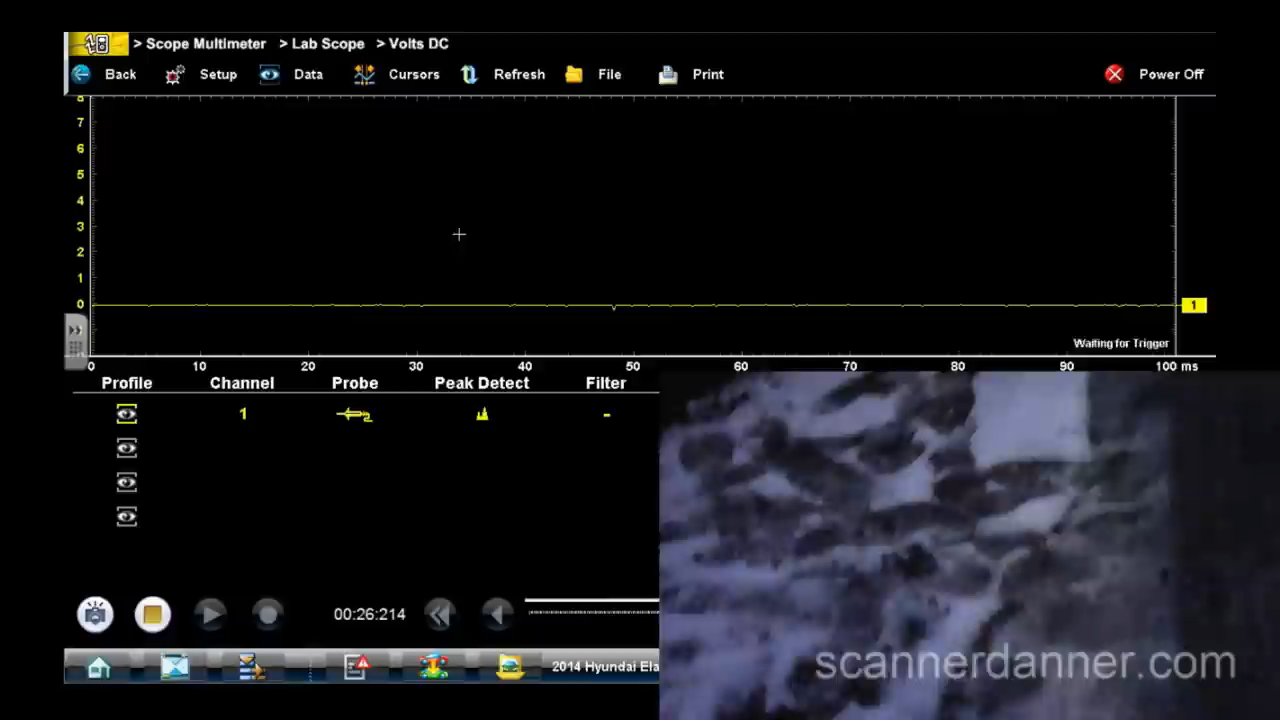 > Scope Multimeter > Lab Scope > Volts DC
Back Setup Data Cursors Refresh File Print Power Off
8
7
6
5
4
3
2
1
0
1
Waiting for Trigger
0 10 20 30 40 50 60 70 80 90 100 ms
Profile Channel Probe Peak Detect Filter
1 -
00:26:214
2014 Hyundai Ela
scannerdanner.com